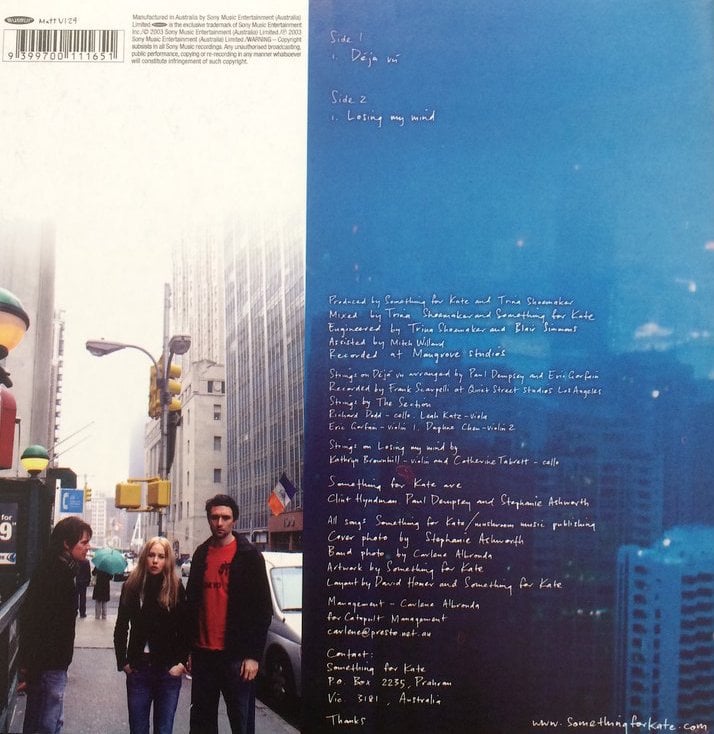 murmur
Matt V129
9 399700 111651
Manufactured in Australia by Sony Music Entertainment (Australia)
Limited. is the exclusive trademark of Sony Music Entertainment
Inc./© 2003 Sony Music Entertainment (Australia) Limited./℗ 2003
Sony Music Entertainment (Australia) Limited./WARNING – Copyright
subsists in all Sony Music recordings. Any unauthorised broadcasting,
public performance, copying or re-recording in any manner whatsoever
will constitute infringement of such copyright.
for
9
Side 1
1. Déja vú
Side 2
1. Losing my mind
Produced by Something for Kate and Trina Shoemaker
Mixed by Trina Shoemaker and Something for Kate
Engineered by Trina Shoemaker and Blair Simmons
Assisted by Mitch Willard
Recorded at Mangrove studios
Strings on Déja vu arranged by Paul Dempsey and Eric Gorfain
Recorded by Frank Scarpelli at Quiet Street Studios Los Angeles
Strings by The Section
Richard Dodd - cello. Leah Katz - viola
Eric Gorfain - violin 1. Daphne Chen - violin 2
Strings on Losing my mind by
Kathryn Brownhill - violin and Catherine Tabrett - cello
Something for Kate are
Clint Hyndman Paul Dempsey and Stephanie Ashworth
All songs Something for Kate/mushroom music publishing
Cover photo by Stephanie Ashworth
Band photo by Carlene Albronda
Artwork by Something for Kate
Layout by David Homer and Something for Kate
Management - Carlene Albronda
for Catapult Management
carlene@presto.net.au
Contact:
Something for Kate
P.O. Box 2235, Prahran
Vic. 3181, Australia
Thanks
www.somethingforkate.com